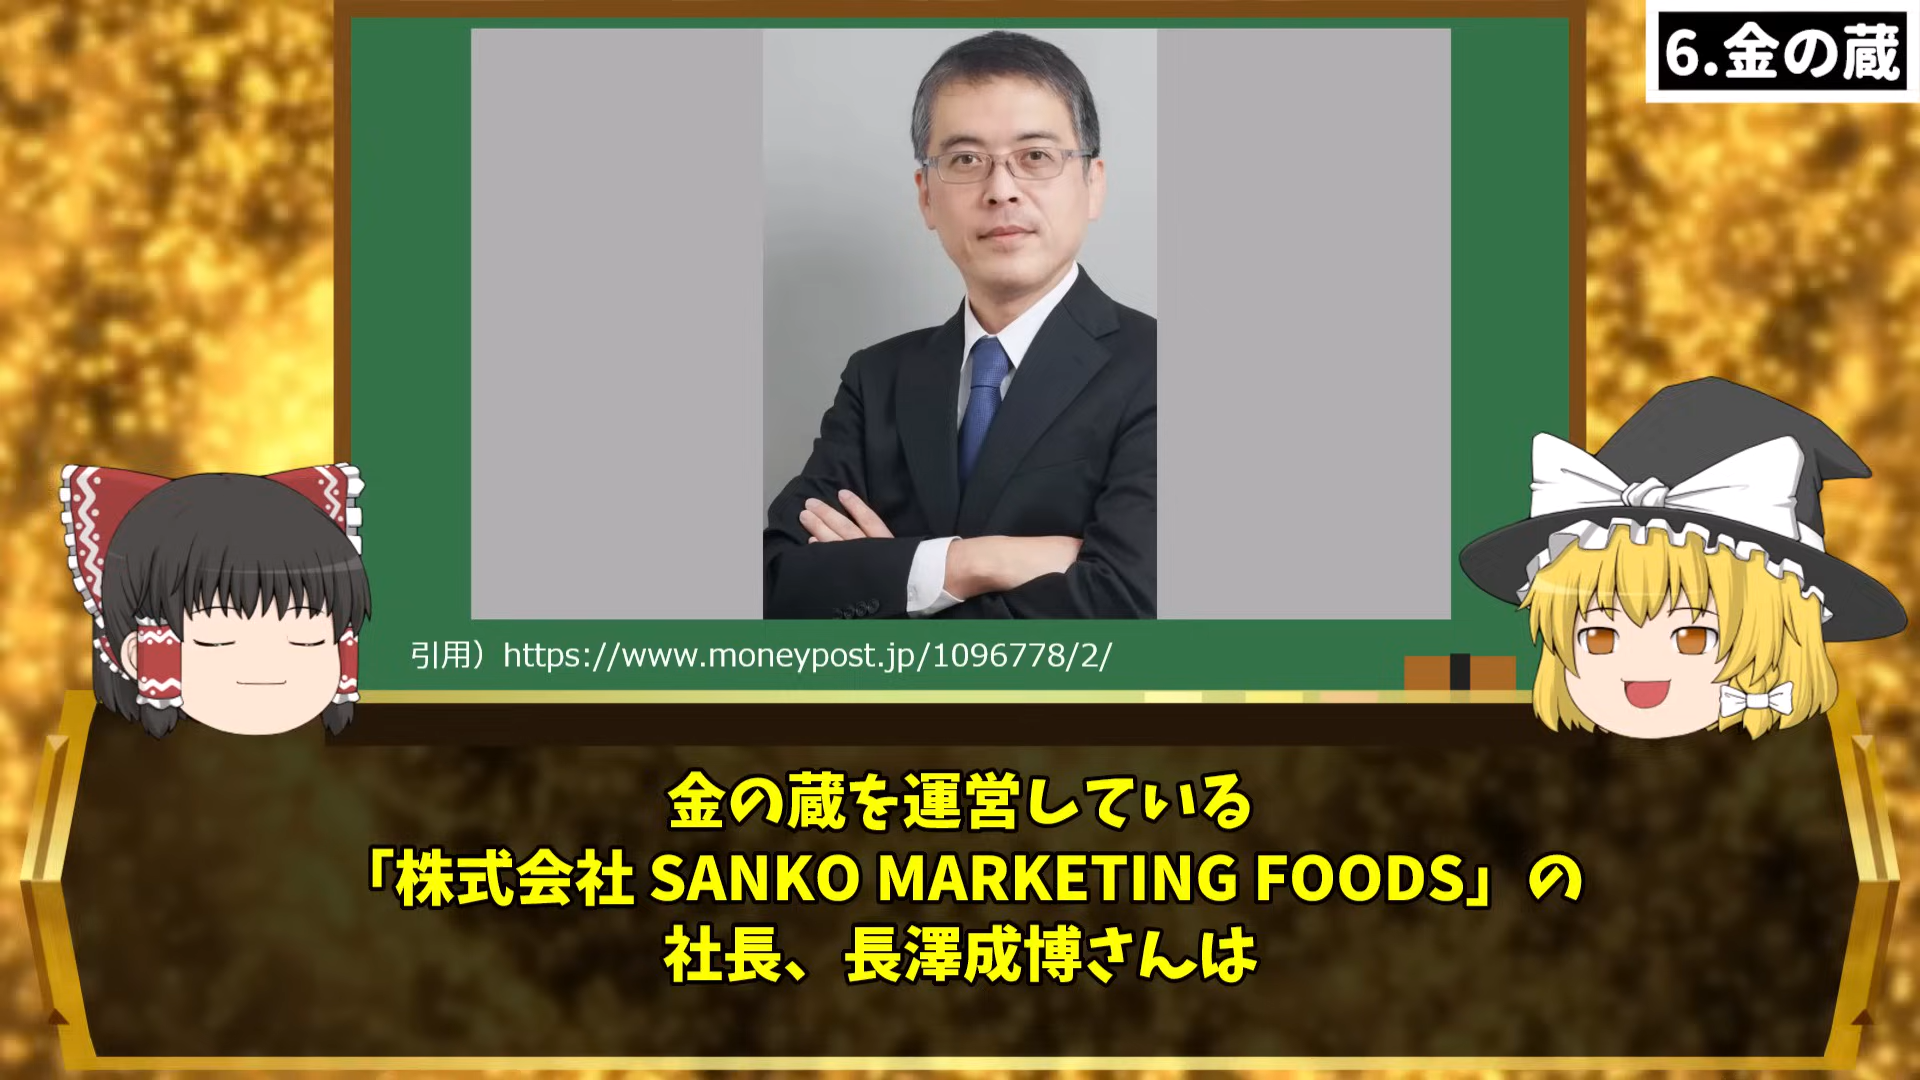 6.金の蔵
引用）https://www.moneypost.jp/1096778/2/
金の蔵を運営している
「株式会社 SANKO MARKETING FOODS」の
社長、長澤成博さんは